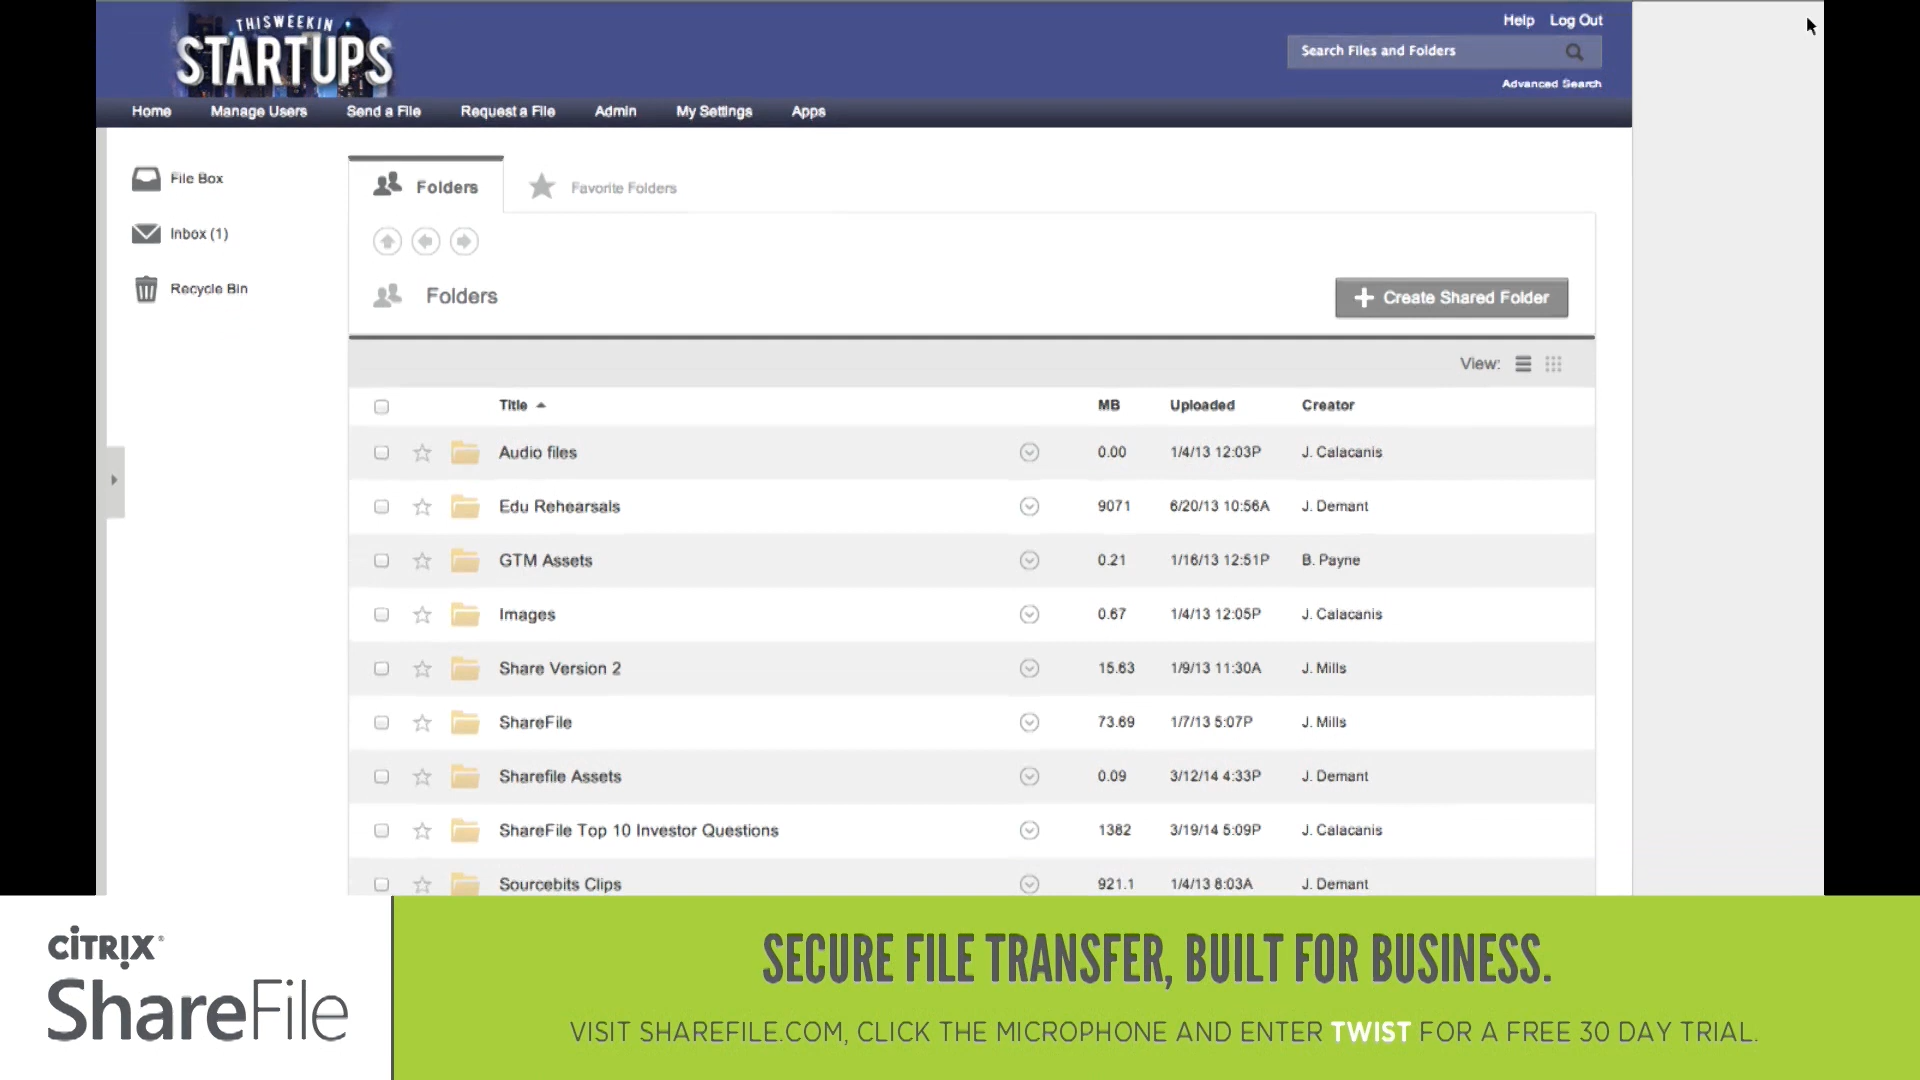 THISWEEKIN
STARTUPS
Help Log Out
Search Files and Folders
Advanced Search
Home Manage Users Send a File Request a File Admin My Settings Apps
File Box
Inbox (1)
Recycle Bin
Folders Favorite Folders
Folders
Create Shared Folder
View:
Title MB Uploaded Creator
Audio files 0.00 1/4/13 12:03P J. Calacanis
Edu Rehearsals 9071 6/20/13 10:56A J. Demant
GTM Assets 0.21 1/16/13 12:51P B. Payne
Images 0.67 1/4/13 12:05P J. Calacanis
Share Version 2 15.63 1/9/13 11:30A J. Mills
ShareFile 73.69 1/7/13 5:07P J. Mills
Sharefile Assets 0.09 3/12/14 4:33P J. Demant
ShareFile Top 10 Investor Questions 1382 3/19/14 5:09P J. Calacanis
Sourcebits Clips 921.1 1/4/13 8:03A J. Demant
CİTRIX®
ShareFile
SECURE FILE TRANSFER, BUILT FOR BUSINESS.
VISIT SHAREFILE.COM, CLICK THE MICROPHONE AND ENTER TWIST FOR A FREE 30 DAY TRIAL.